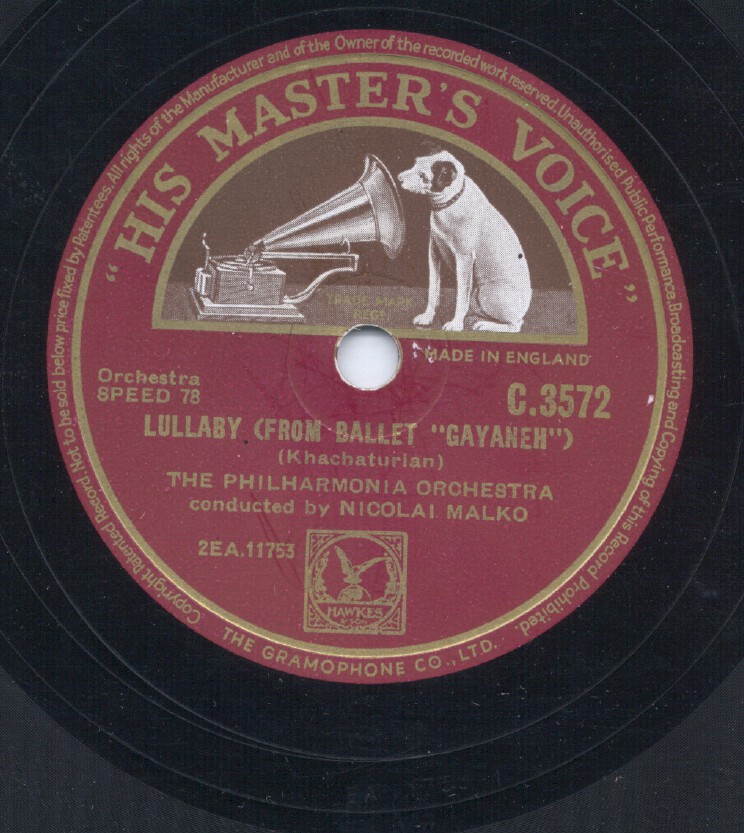 Copyright Patented Record. Not to be sold below price fixed by Patentees. All rights of the Manufacturer and of the Owner of the recorded work reserved. Unauthorised Public Performance, Broadcasting and Copying of this Record Prohibited.
"HIS MASTER'S VOICE"
TRADE MARK
REGD
MADE IN ENGLAND
Orchestra
SPEED 78
C.3572
LULLABY (FROM BALLET "GAYANEH")
(Khachaturian)
THE PHILHARMONIA ORCHESTRA
conducted by NICOLAI MALKO
2EA.11753
HAWKES
& SON
THE GRAMOPHONE CO., LTD.